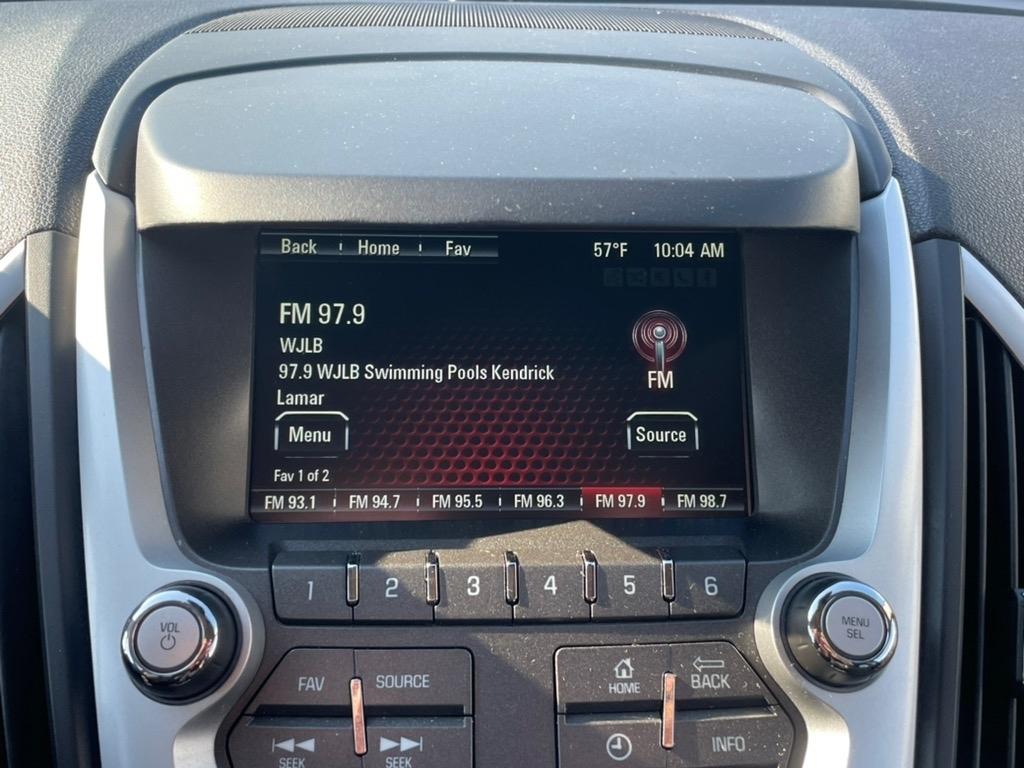 Back Home Fav 57°F 10:04 AM
FM 97.9
WJLB
97.9 WJLB Swimming Pools Kendrick
Lamar
FM
Menu Source
Fav 1 of 2
FM 93.1 FM 94.7 FM 95.5 FM 96.3 FM 97.9 FM 98.7
1 2 3 4 5 6
VOL
MENU
SEL
FAV SOURCE
HOME BACK
SEEK SEEK
INFO